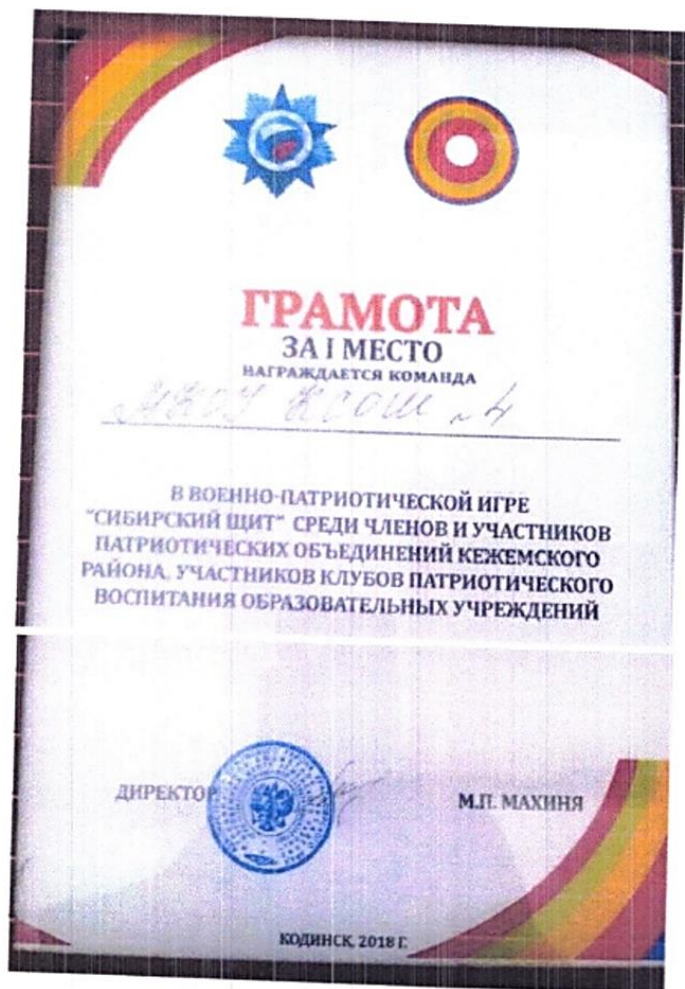 ГРАМОТА
ЗА I МЕСТО
НАГРАЖДАЕТСЯ КОМАНДА
МКОУ КСОШ №4
В ВОЕННО-ПАТРИОТИЧЕСКОЙ ИГРЕ
"СИБИРСКИЙ ЩИТ" СРЕДИ ЧЛЕНОВ И УЧАСТНИКОВ
ПАТРИОТИЧЕСКИХ ОБЪЕДИНЕНИЙ КЕЖЕМСКОГО
РАЙОНА, УЧАСТНИКОВ КЛУБОВ ПАТРИОТИЧЕСКОГО
ВОСПИТАНИЯ ОБРАЗОВАТЕЛЬНЫХ УЧРЕЖДЕНИЙ
ДИРЕКТОР М.П. МАХИНЯ
КОДИНСК, 2018 Г.